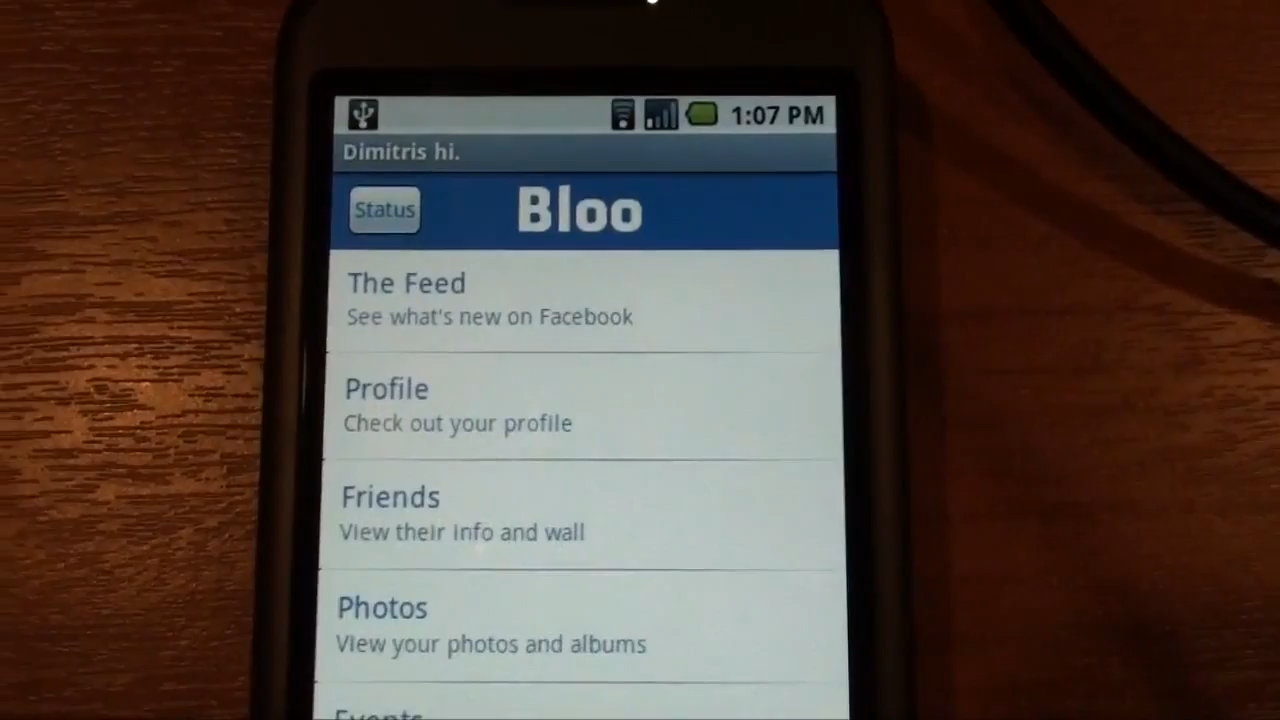 1:07 PM
Dimitris hi.
Status
Bloo
The Feed
See what's new on Facebook
Profile
Check out your profile
Friends
View their info and wall
Photos
View your photos and albums
Events